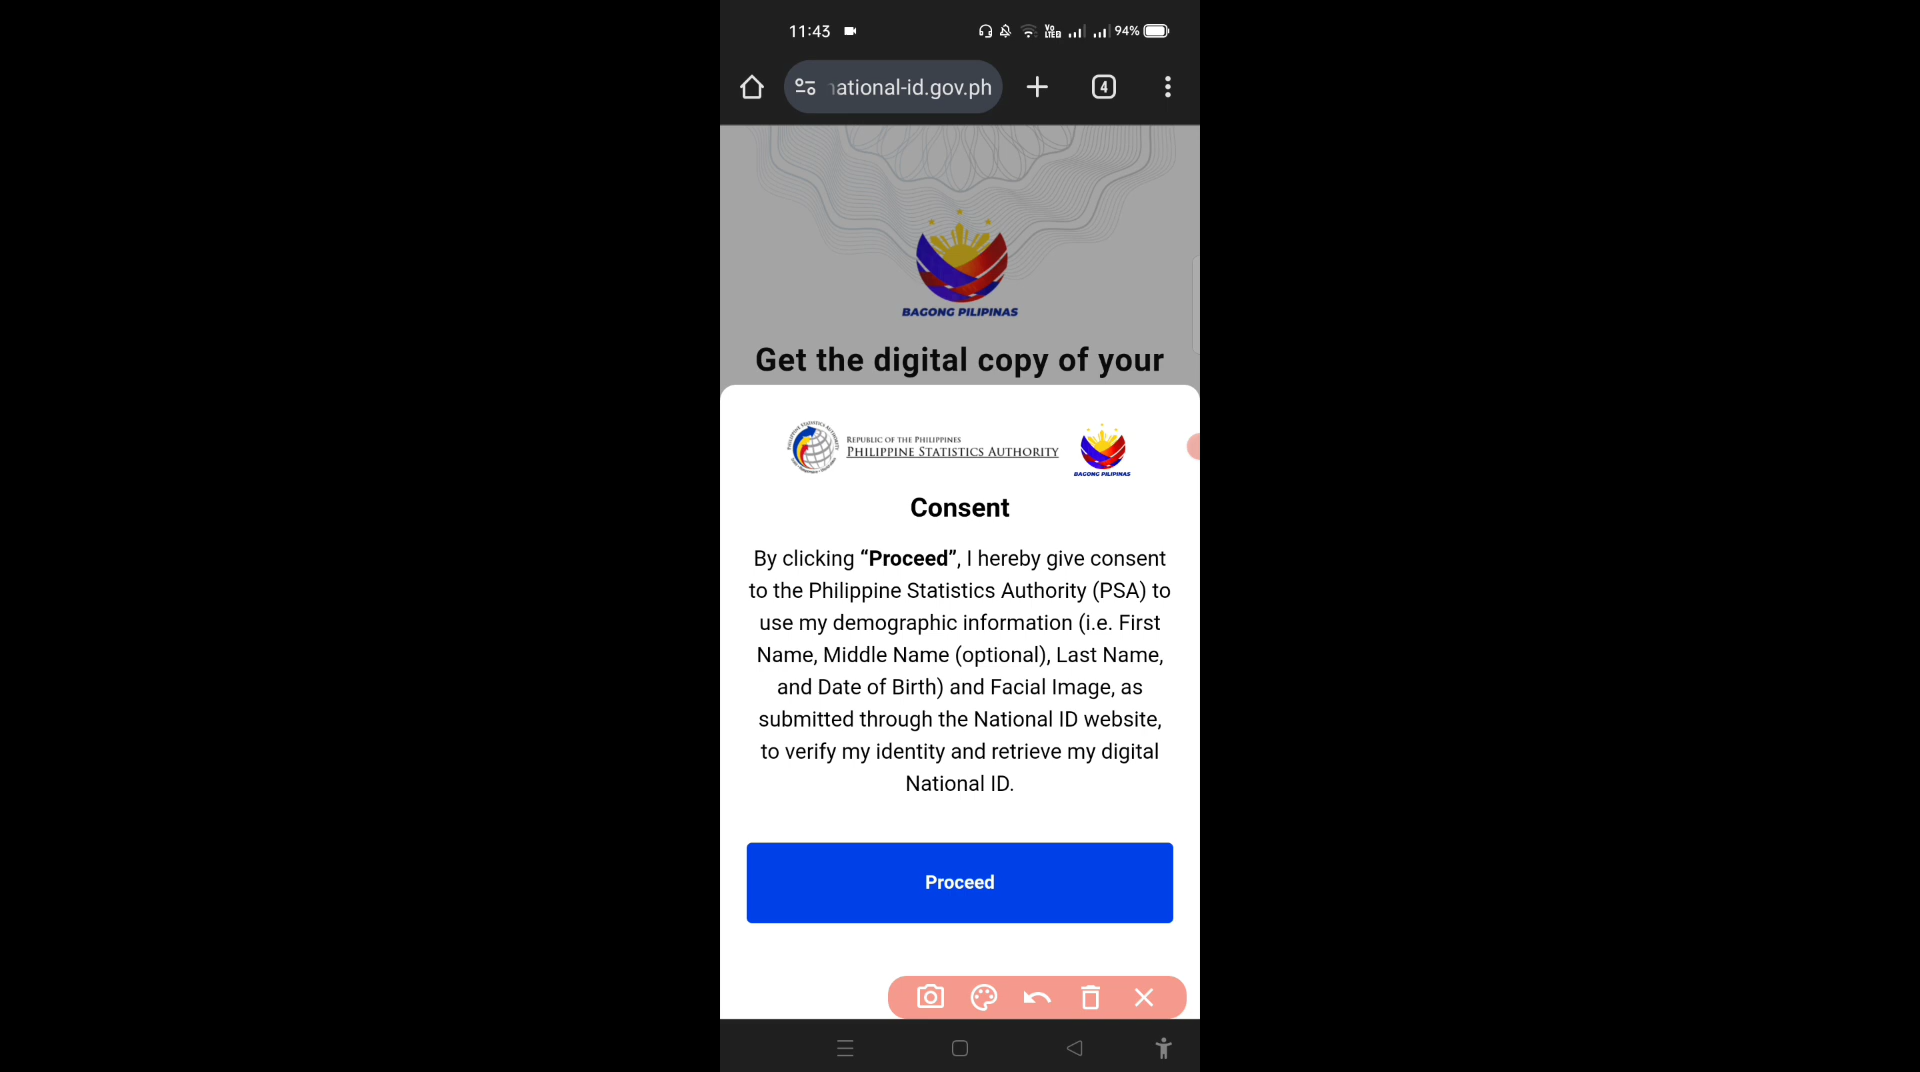 11:43
Vo
LTE
94%
ational-id.gov.ph
4
BAGONG PILIPINAS
Get the digital copy of your
REPUBLIC OF THE PHILIPPINES
PHILIPPINE STATISTICS AUTHORITY
BAGONG PILIPINAS
Consent
By clicking “Proceed”, I hereby give consent
to the Philippine Statistics Authority (PSA) to
use my demographic information (i.e. First
Name, Middle Name (optional), Last Name,
and Date of Birth) and Facial Image, as
submitted through the National ID website,
to verify my identity and retrieve my digital
National ID.
Proceed